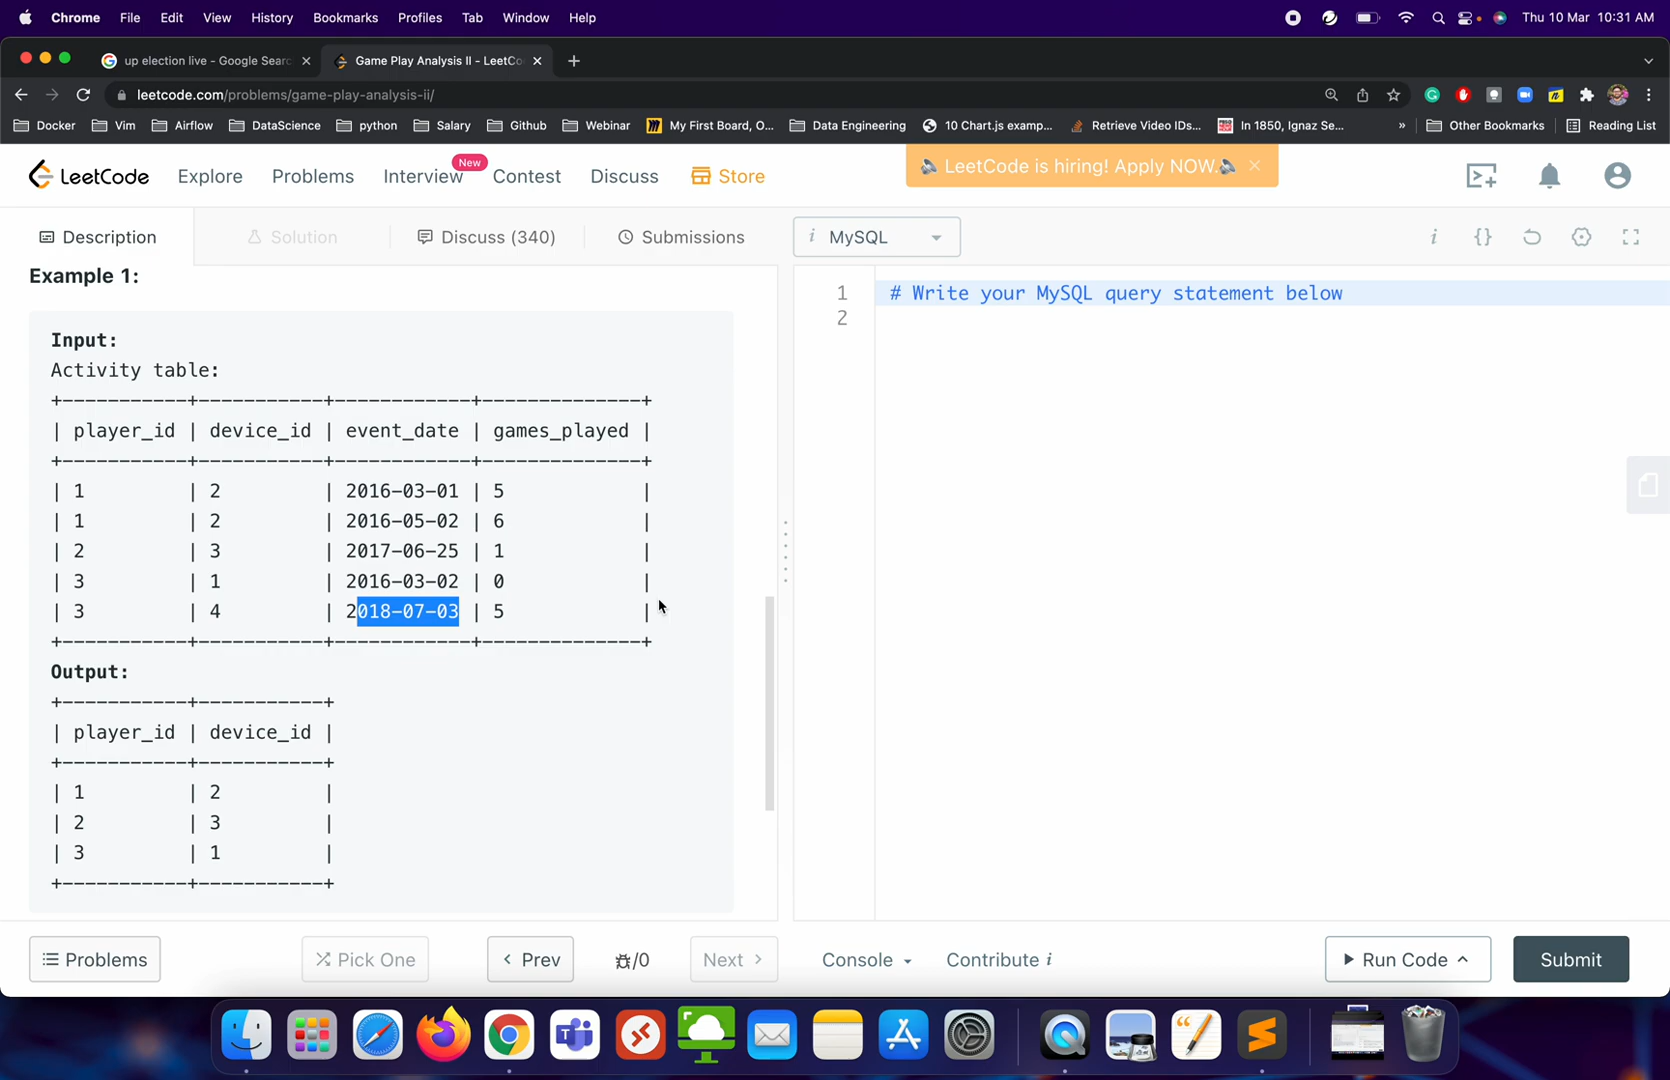 Chrome File Edit View History Bookmarks Profiles Tab Window Help Thu 10 Mar 10:31 AM
up election live - Google Searc Game Play Analysis II - LeetCo
leetcode.com/problems/game-play-analysis-ii/
Docker Vim Airflow DataScience python Salary Github Webinar My First Board, O... Data Engineering 10 Chart.js examp... Retrieve Video IDs... In 1850, Ignaz Se... » Other Bookmarks Reading List
LeetCode Explore Problems Interview New Contest Discuss Store LeetCode is hiring! Apply NOW.
Description Solution Discuss (340) Submissions i MySQL i {}
Example 1:
Input:
Activity table:
+-----------+-----------+------------+--------------+
| player_id | device_id | event_date | games_played |
+-----------+-----------+------------+--------------+
| 1 | 2 | 2016-03-01 | 5 |
| 1 | 2 | 2016-05-02 | 6 |
| 2 | 3 | 2017-06-25 | 1 |
| 3 | 1 | 2016-03-02 | 0 |
| 3 | 4 | 2018-07-03 | 5 |
+-----------+-----------+------------+--------------+
Output:
+-----------+-----------+
| player_id | device_id |
+-----------+-----------+
| 1 | 2 |
| 2 | 3 |
| 3 | 1 |
+-----------+-----------+
1 # Write your MySQL query statement below
2
Problems Pick One Prev /0 Next Console Contribute i Run Code Submit